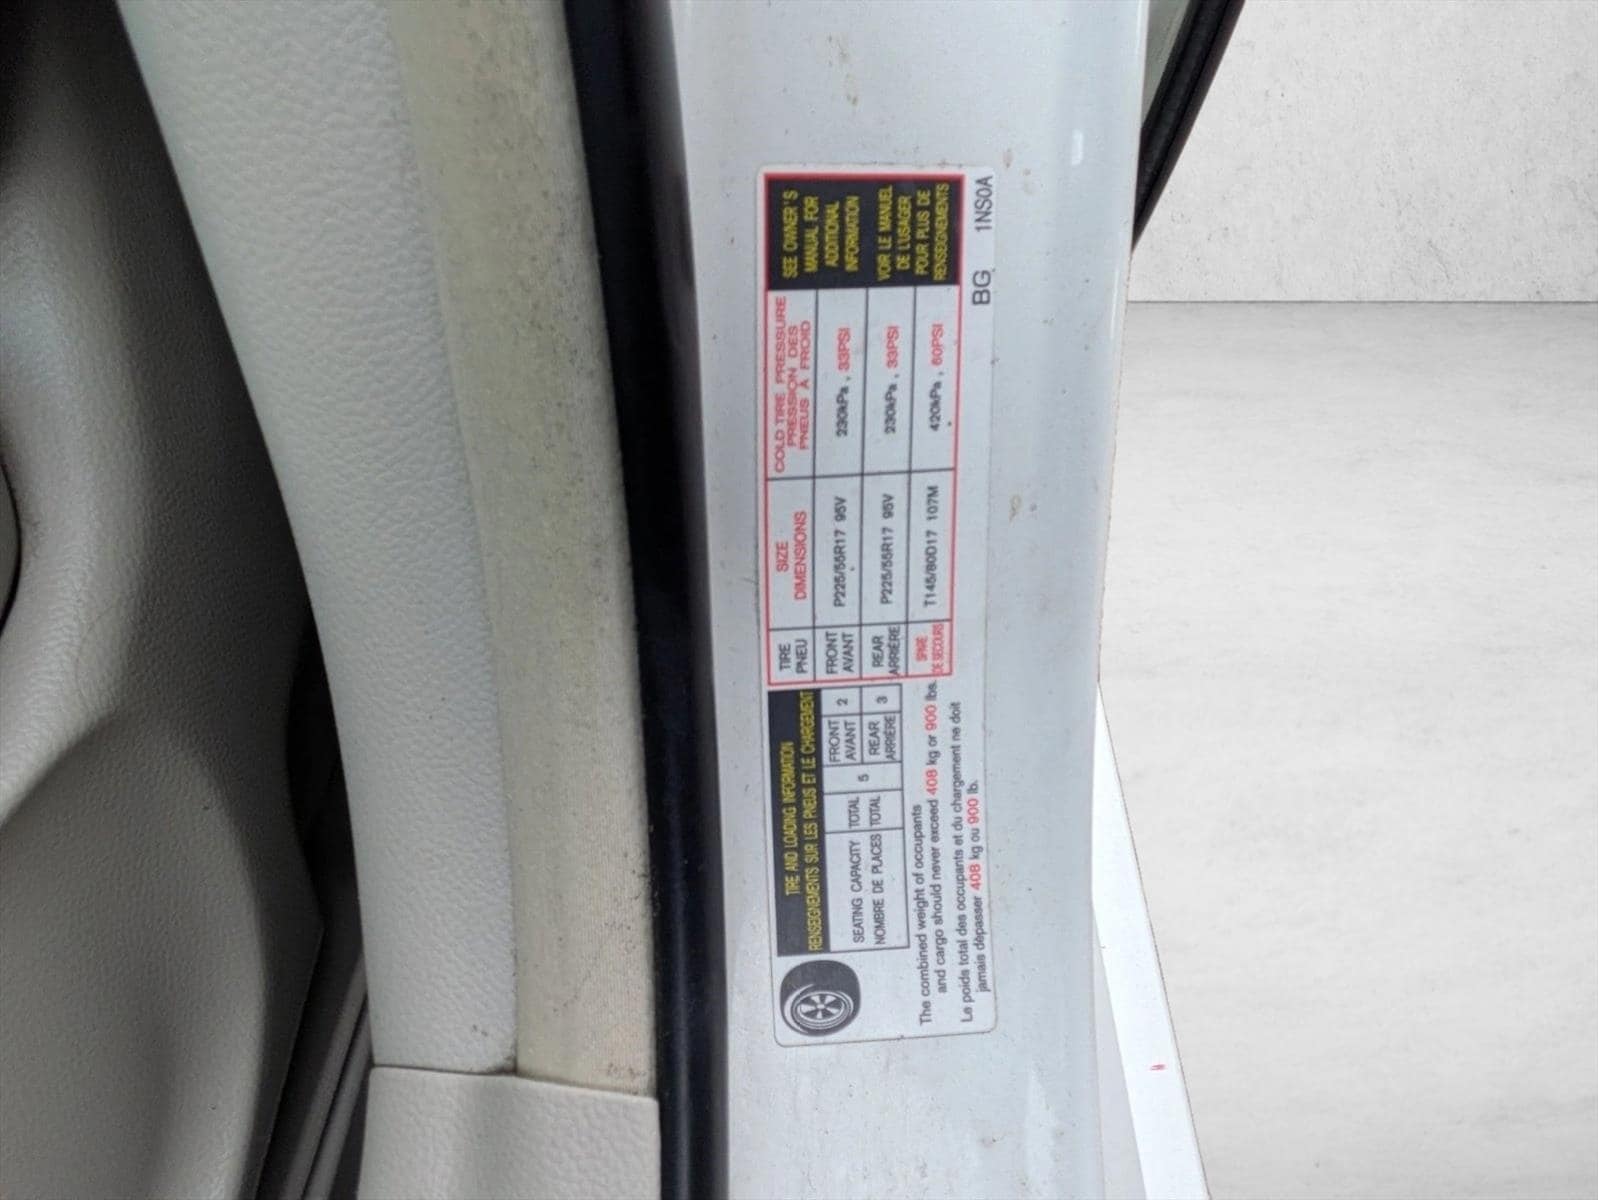 TIRE AND LOADING INFORMATION
RENSEIGNEMENTS SUR LES PNEUS ET LE CHARGEMENT
SEATING CAPACITY TOTAL 5 FRONT AVANT 2
NOMBRE DE PLACES TOTAL REAR ARRIÈRE 3
The combined weight of occupants
and cargo should never exceed 408 kg or 900 lbs.
Le poids total des occupants et du chargement ne doit
jamais dépasser 408 kg ou 900 lb.
TIRE SIZE COLD TIRE PRESSURE
PNEU DIMENSIONS PRESSION DES
PNEUS À FROID
FRONT
AVANT P225/55R17 95V 230kPa, 33PSI
REAR
ARRIÈRE P225/55R17 95V 230kPa, 33PSI
SPARE
DE SECOURS T145/80D17 107M 420kPa, 60PSI
SEE OWNER'S
MANUAL FOR
ADDITIONAL
INFORMATION
VOIR LE MANUEL
DE L'USAGER
POUR PLUS DE
RENSEIGNEMENTS
BG 1NS0A